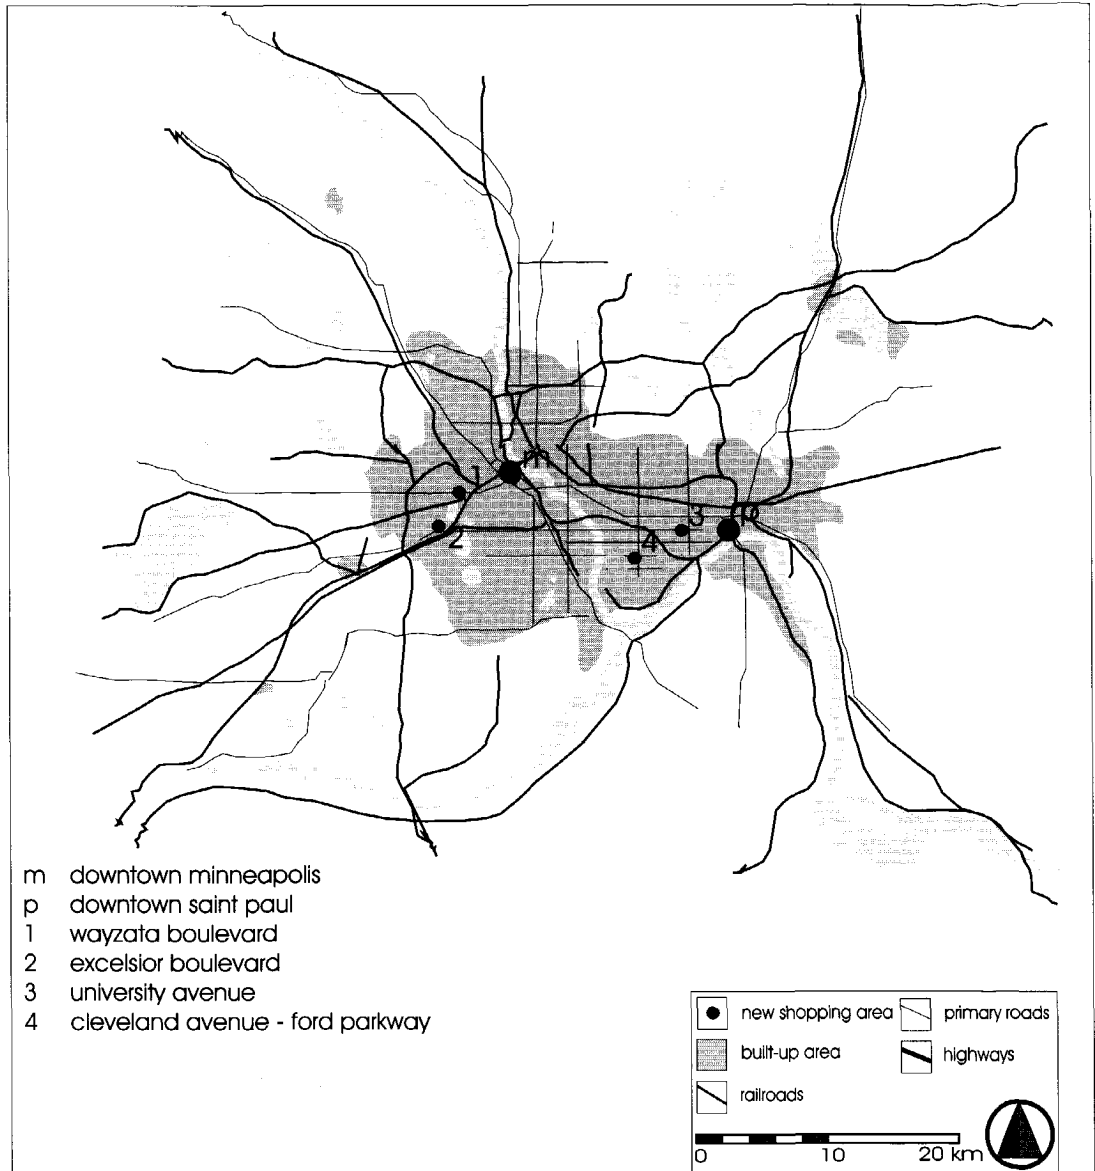 m
1
2
3
p
4
m downtown minneapolis
p downtown saint paul
1 wayzata boulevard
2 excelsior boulevard
3 university avenue
4 cleveland avenue - ford parkway
new shopping area
primary roads
built-up area
highways
railroads
0 10 20 km